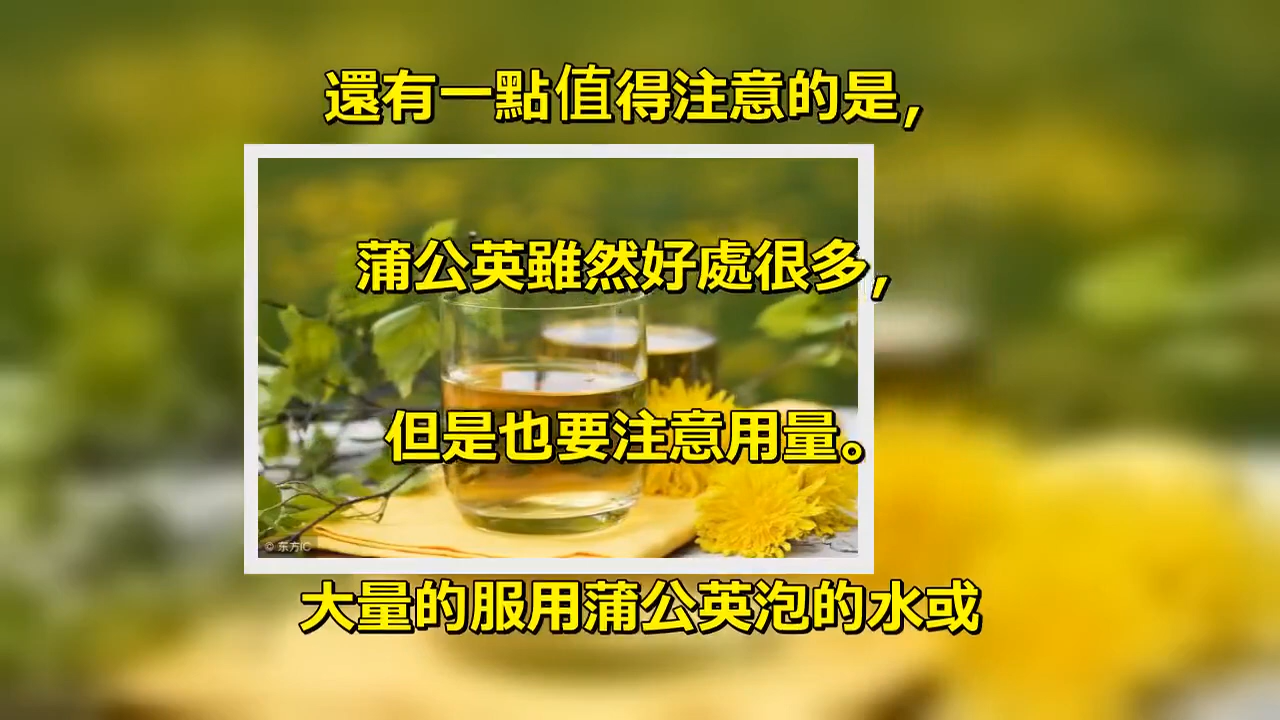 還有一點值得注意的是，
蒲公英雖然好處很多，
但是也要注意用量。
© 东方IC
大量的服用蒲公英泡的水或